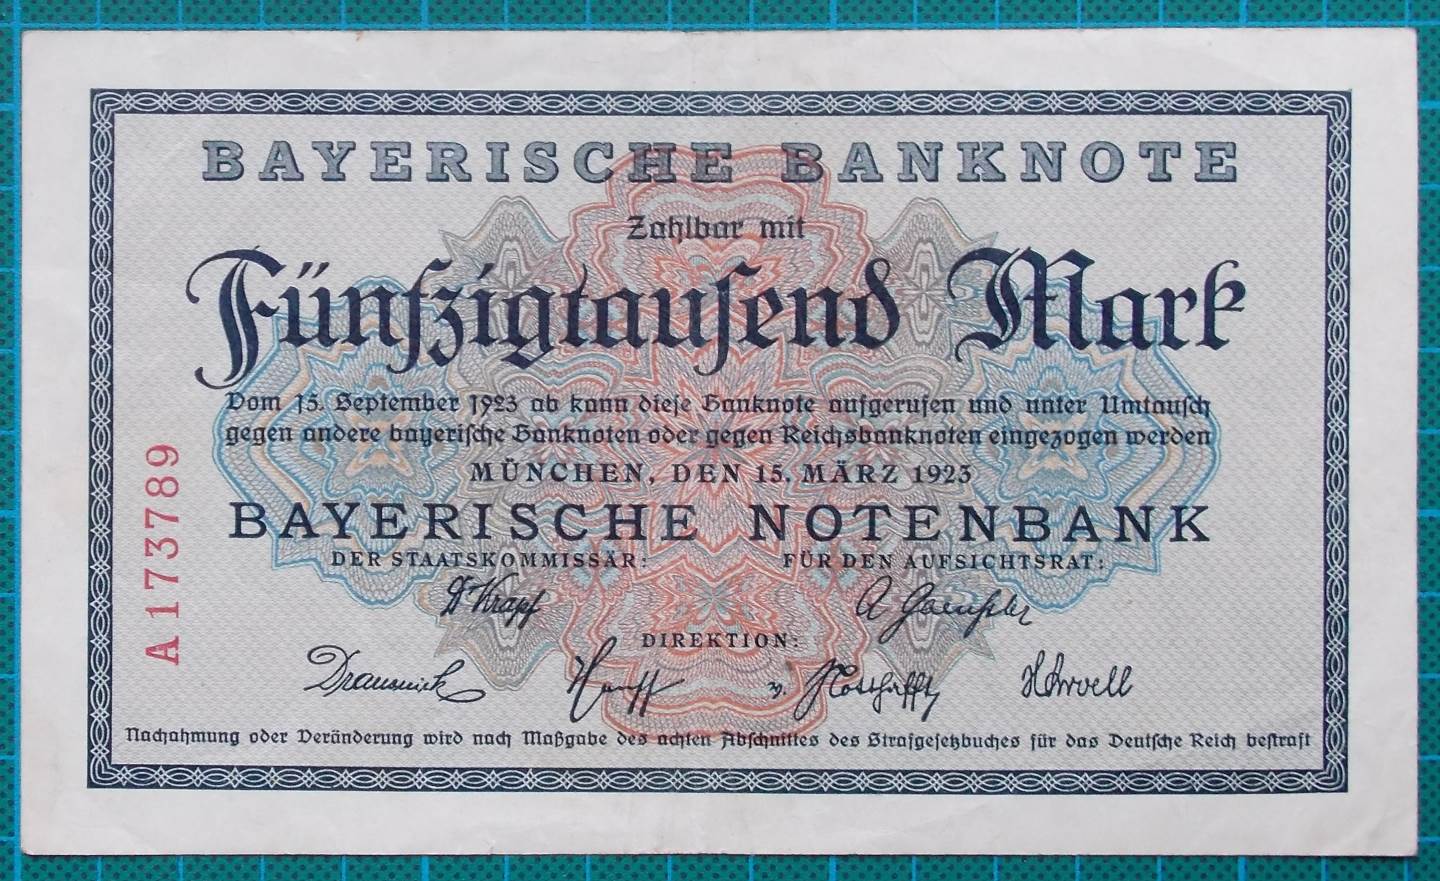 BAYERISCHE BANKNOTE
Zahlbar mit
Fünfzigtausend Mark
Vom 15. September 1923 ab kann diese Banknote aufgerufen und unter Umtausch
gegen andere bayerische Banknoten oder gegen Reichsbanknoten eingezogen werden
MÜNCHEN, DEN 15. MÄRZ 1923
BAYERISCHE NOTENBANK
DER STAATSKOMMISSÄR: FÜR DEN AUFSICHTSRAT:
Dr Krapf
DIREKTION:
A 173789
Nachahmung oder Veränderung wird nach Maßgabe des achten Abschnittes des Strafgesetzbuches für das Deutsche Reich bestraft